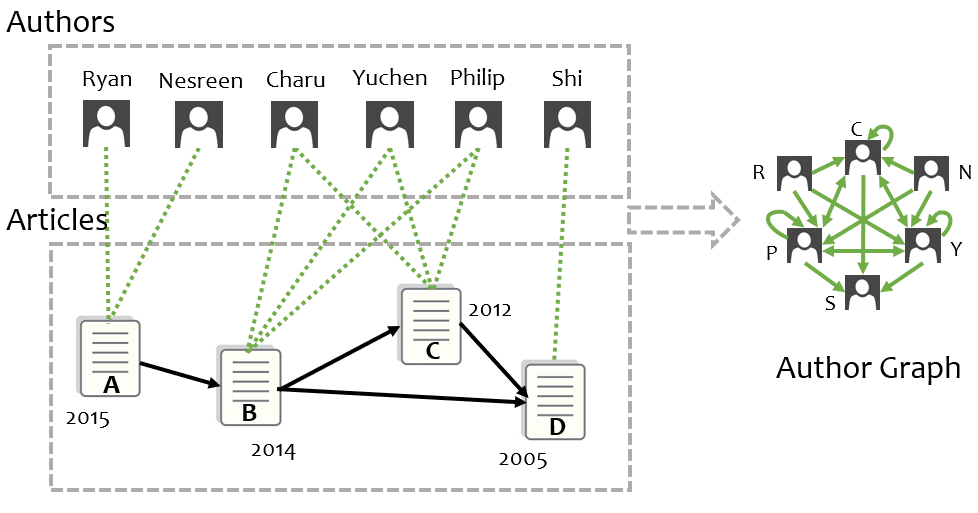 Authors
Ryan
Nesreen
Charu
Yuchen
Philip
Shi
Articles
A
2015
B
2014
C
2012
D
2005
R
C
N
P
Y
S
Author Graph